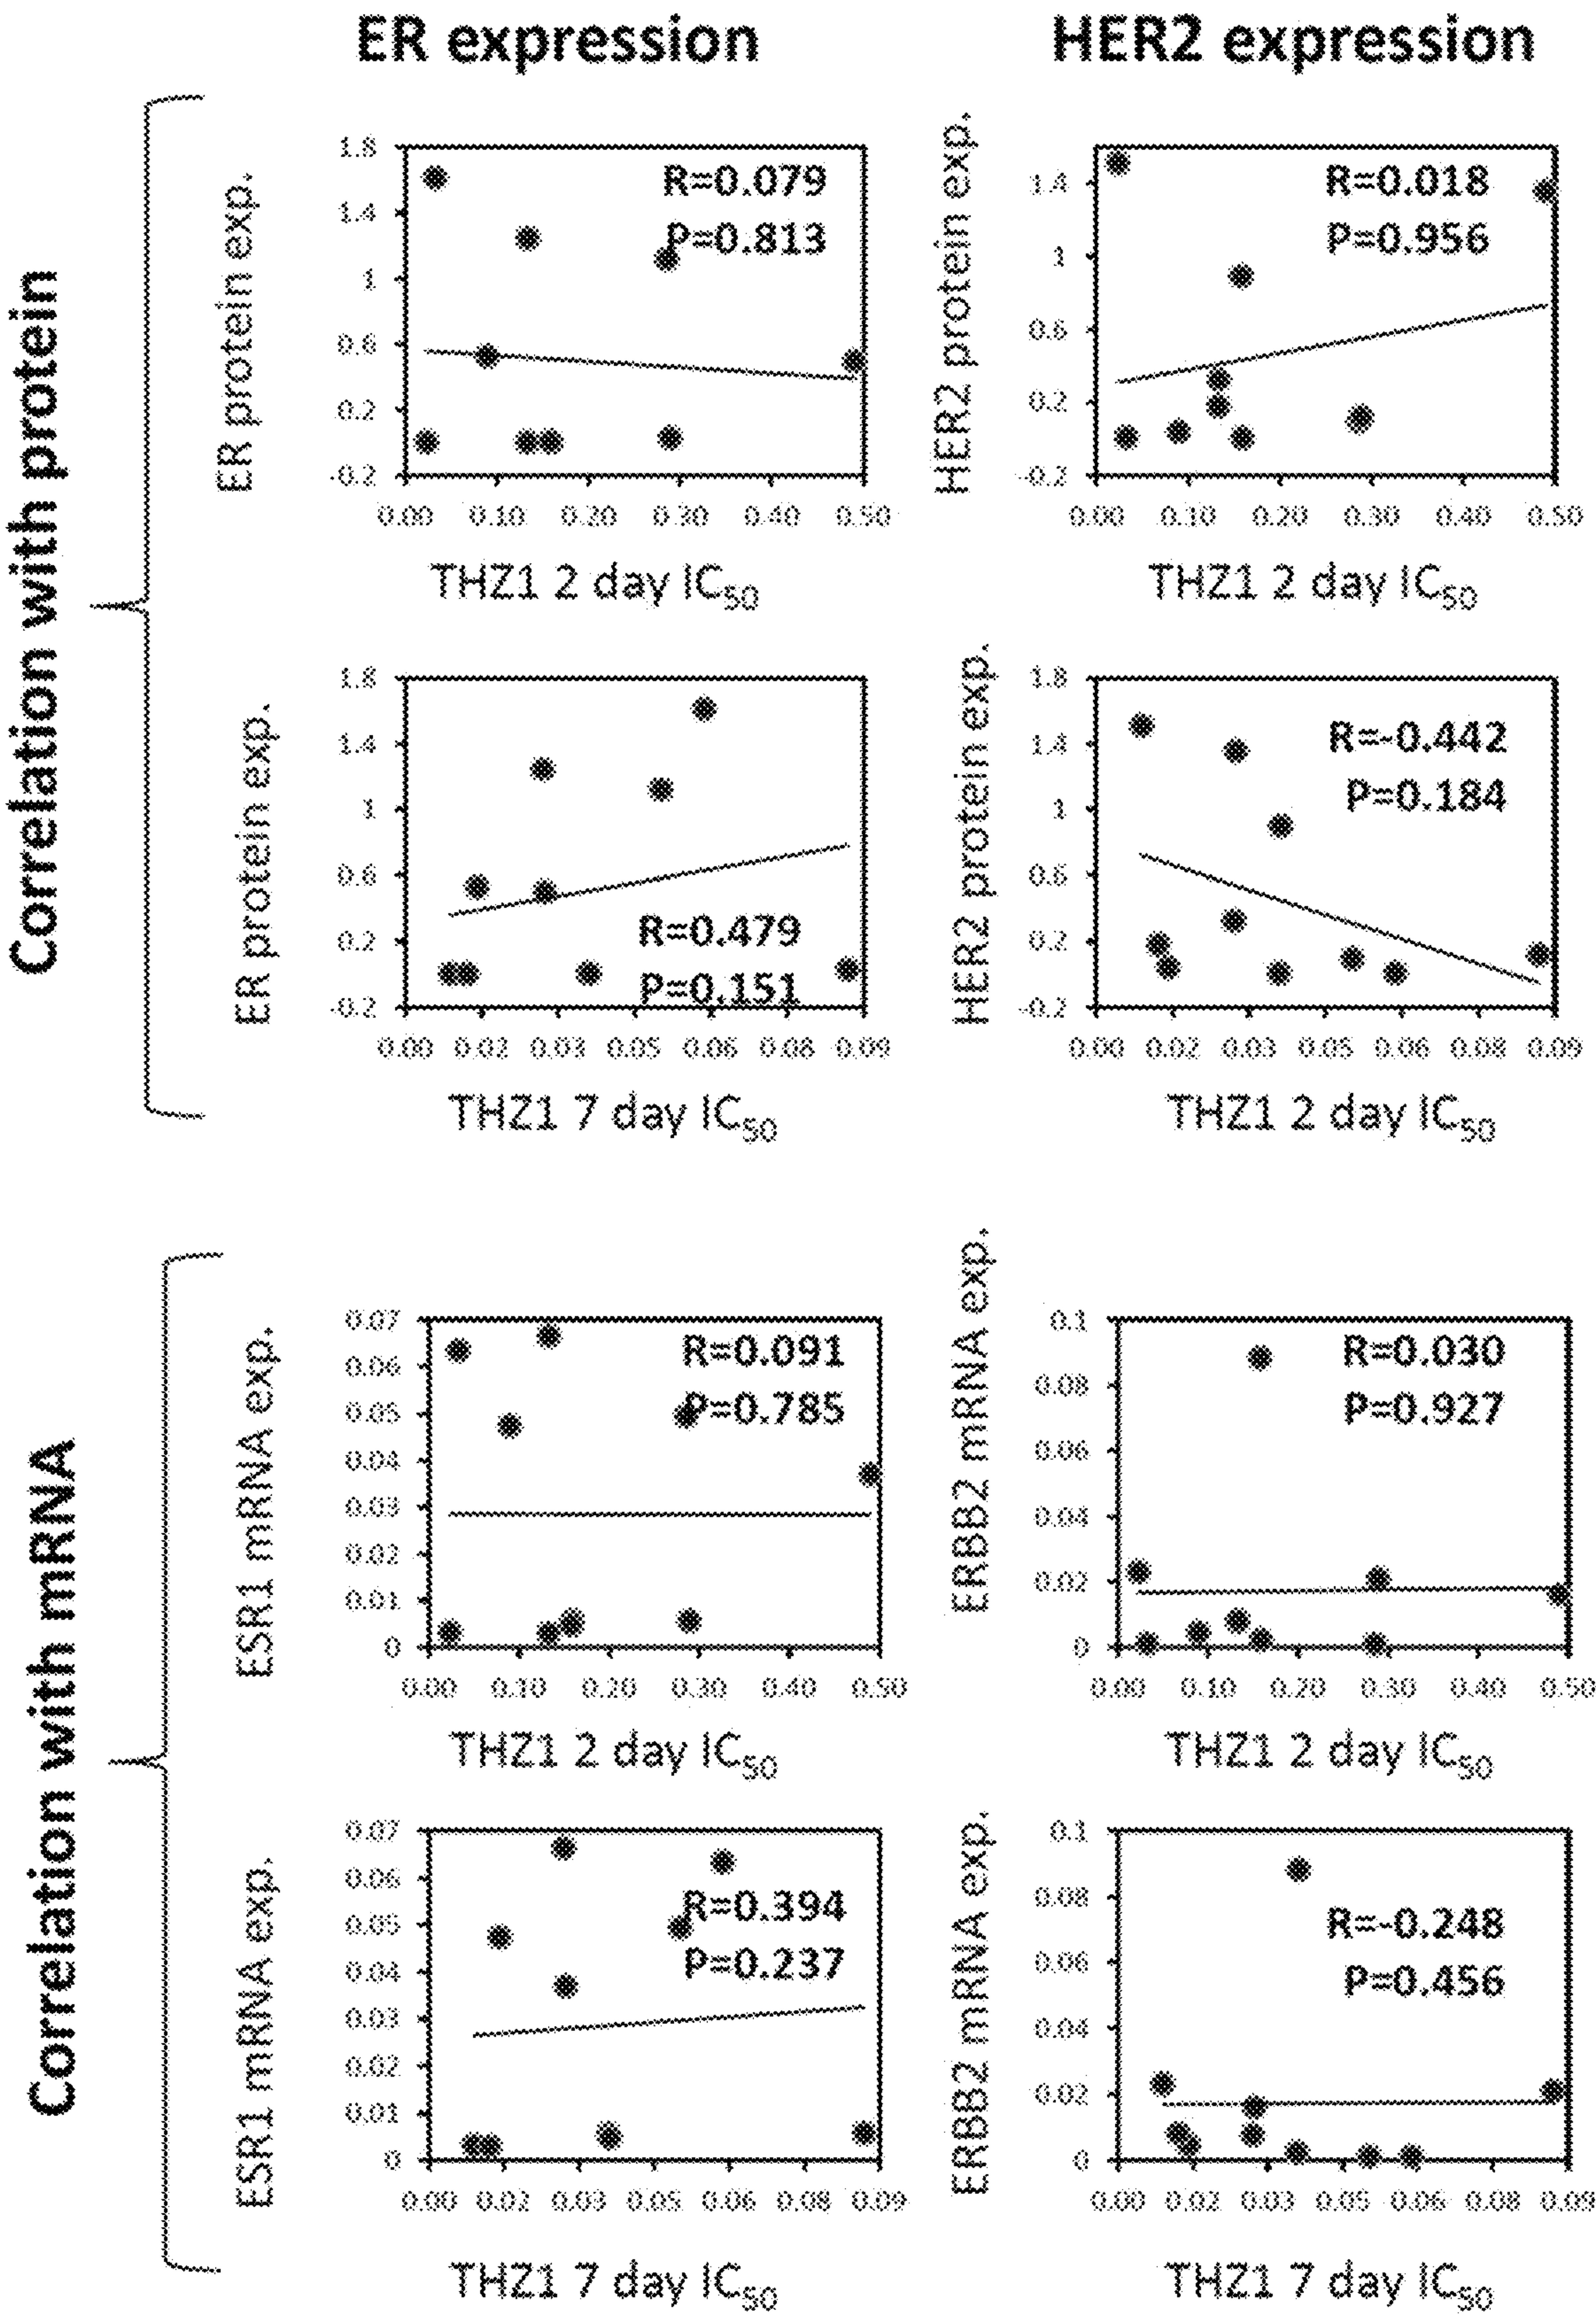 ER expression
HER2 expression
Correlation with protein
ER protein exp.
1.8
1.4
1
0.6
0.2
-0.2
R=0.079
P=0.813
0.00 0.10 0.20 0.30 0.40 0.50
THZ1 2 day IC50
HER2 protein exp.
1.4
1
0.6
0.2
-0.2
R=0.018
P=0.956
0.00 0.10 0.20 0.30 0.40 0.50
THZ1 2 day IC50
ER protein exp.
1.8
1.4
1
0.6
0.2
-0.2
R=0.479
P=0.151
0.00 0.02 0.03 0.05 0.06 0.08 0.09
THZ1 7 day IC50
HER2 protein exp.
1.8
1.4
1
0.6
0.2
-0.2
R=-0.442
P=0.184
0.00 0.02 0.03 0.05 0.06 0.08 0.09
THZ1 2 day IC50
Correlation with mRNA
ESR1 mRNA exp.
0.07
0.06
0.05
0.04
0.03
0.02
0.01
0
R=0.091
P=0.785
0.00 0.10 0.20 0.30 0.40 0.50
THZ1 2 day IC50
ERBB2 mRNA exp.
0.1
0.08
0.06
0.04
0.02
0
R=0.030
P=0.927
0.00 0.10 0.20 0.30 0.40 0.50
THZ1 2 day IC50
ESR1 mRNA exp.
0.07
0.06
0.05
0.04
0.03
0.02
0.01
0
R=0.394
P=0.237
0.00 0.02 0.03 0.05 0.06 0.08 0.09
THZ1 7 day IC50
ERBB2 mRNA exp.
0.1
0.08
0.06
0.04
0.02
0
R=-0.248
P=0.456
0.00 0.02 0.03 0.05 0.06 0.08 0.09
THZ1 7 day IC50